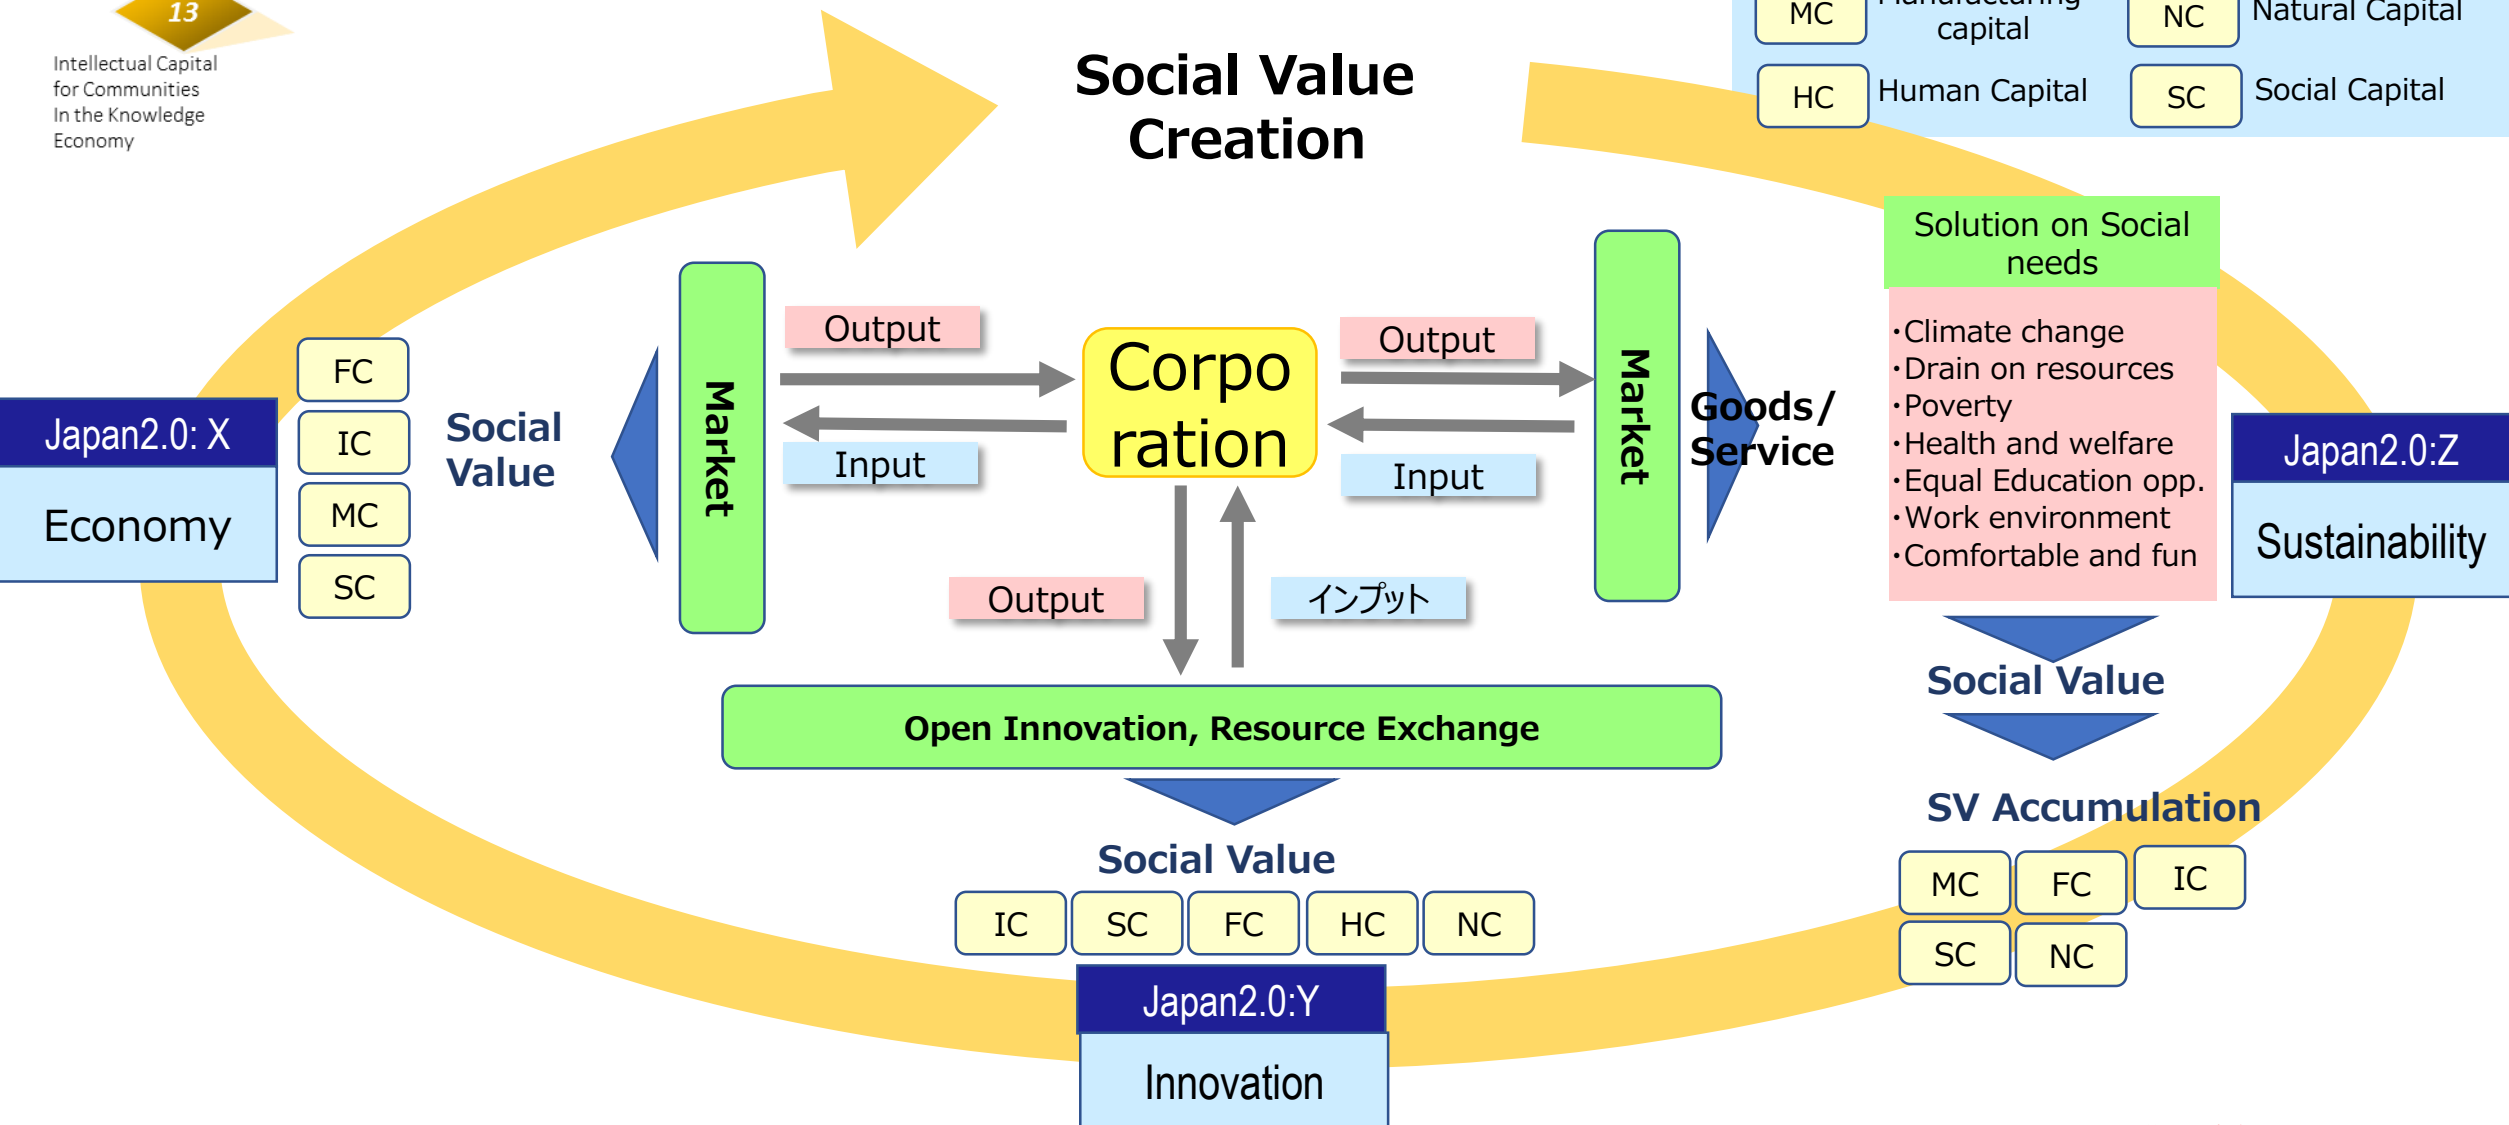 13
Intellectual Capital
for Communities
In the Knowledge
Economy
Social Value
Creation
MC
Manufacturing
capital
NC
Natural Capital
HC
Human Capital
SC
Social Capital
Solution on Social
needs
・Climate change
・Drain on resources
・Poverty
・Health and welfare
・Equal Education opp.
・Work environment
・Comfortable and fun
Japan2.0: X
Economy
FC
IC
MC
SC
Social
Value
Market
Output
Input
Corpo
ration
Output
Input
Market
Goods/
Service
Japan2.0:Z
Sustainability
Output
インプット
Open Innovation, Resource Exchange
Social Value
IC
SC
FC
HC
NC
Social Value
SV Accumulation
MC
FC
IC
SC
NC
Japan2.0:Y
Innovation